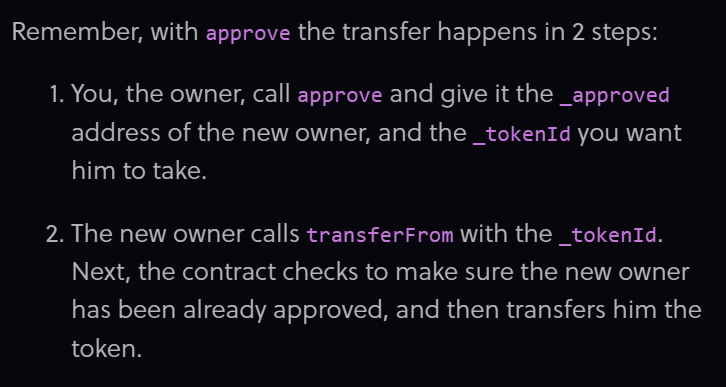 Remember, with approve the transfer happens in 2 steps:
1. You, the owner, call approve and give it the _approved
address of the new owner, and the _tokenId you want
him to take.
2. The new owner calls transferFrom with the _tokenId.
Next, the contract checks to make sure the new owner
has been already approved, and then transfers him the
token.